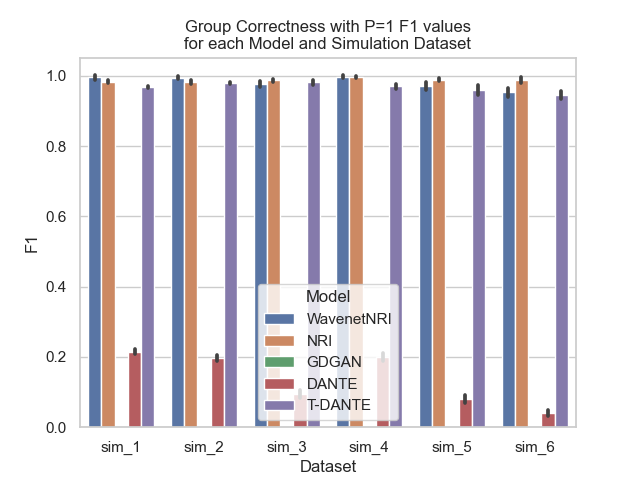 Group Correctness with P=1 F1 values
for each Model and Simulation Dataset
F1
1.0
0.8
0.6
0.4
0.2
0.0
Model
WavenetNRI
NRI
GDGAN
DANTE
T-DANTE
sim_1 sim_2 sim_3 sim_4 sim_5 sim_6
Dataset